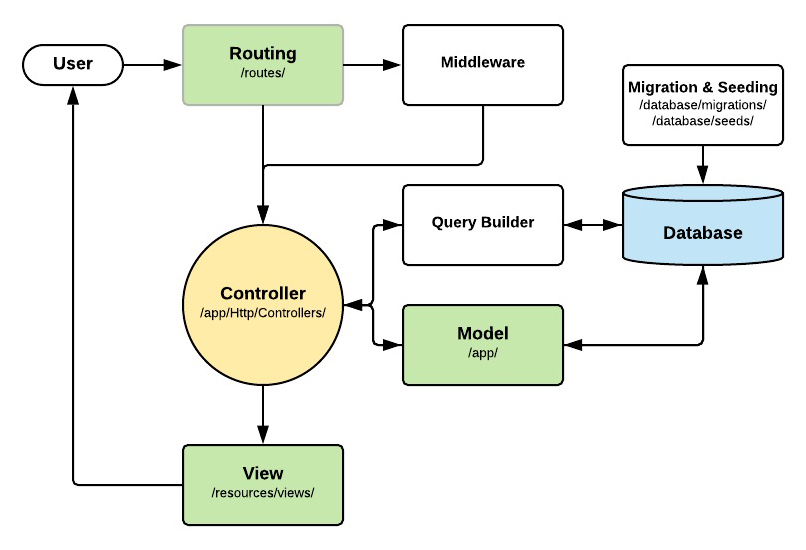 User
Routing
/routes/
Middleware
Migration & Seeding
/database/migrations/
/database/seeds/
Query Builder
Database
Controller
/app/Http/Controllers/
Model
/app/
View
/resources/views/